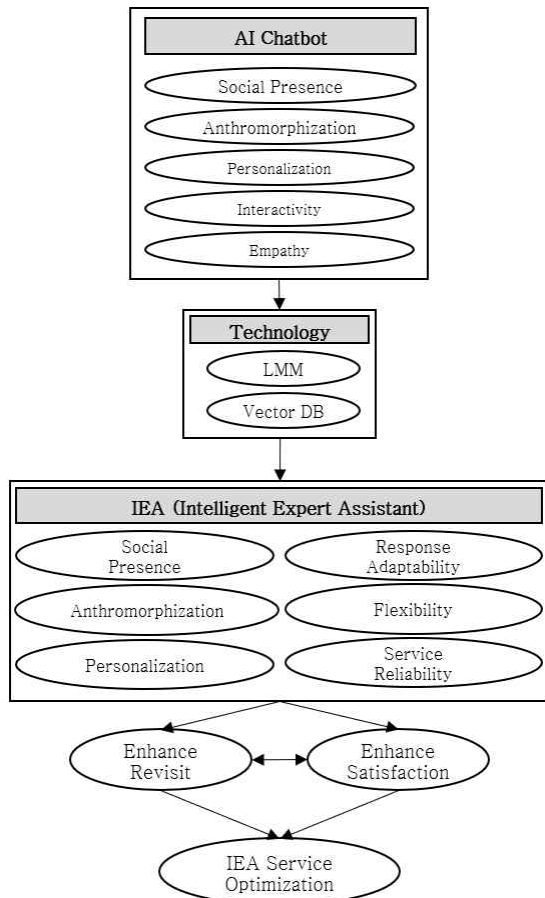 AI Chatbot
Social Presence
Anthromorphization
Personalization
Interactivity
Empathy
Technology
LMM
Vector DB
IEA (Intelligent Expert Assistant)
Social
Presence
Response
Adaptability
Anthromorphization
Flexibility
Personalization
Service
Reliability
Enhance
Revisit
Enhance
Satisfaction
IEA Service
Optimization